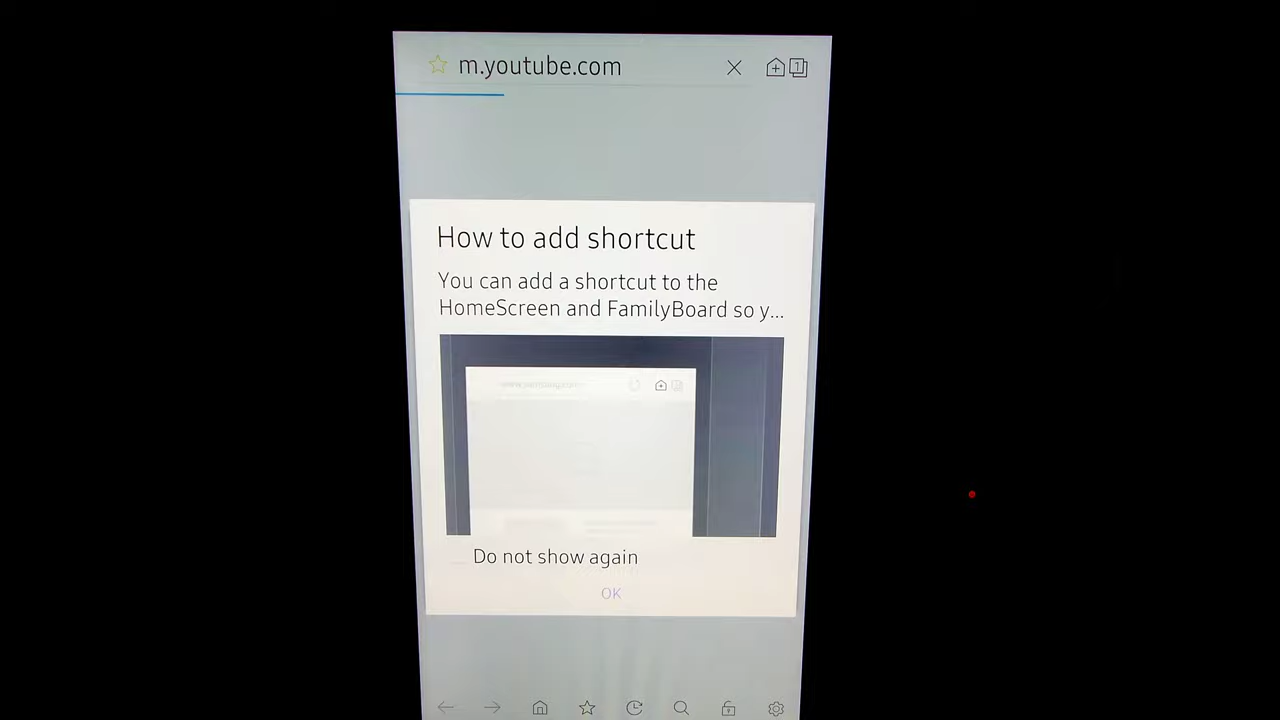 m.youtube.com
1
How to add shortcut
You can add a shortcut to the
HomeScreen and FamilyBoard so y...
Do not show again
OK